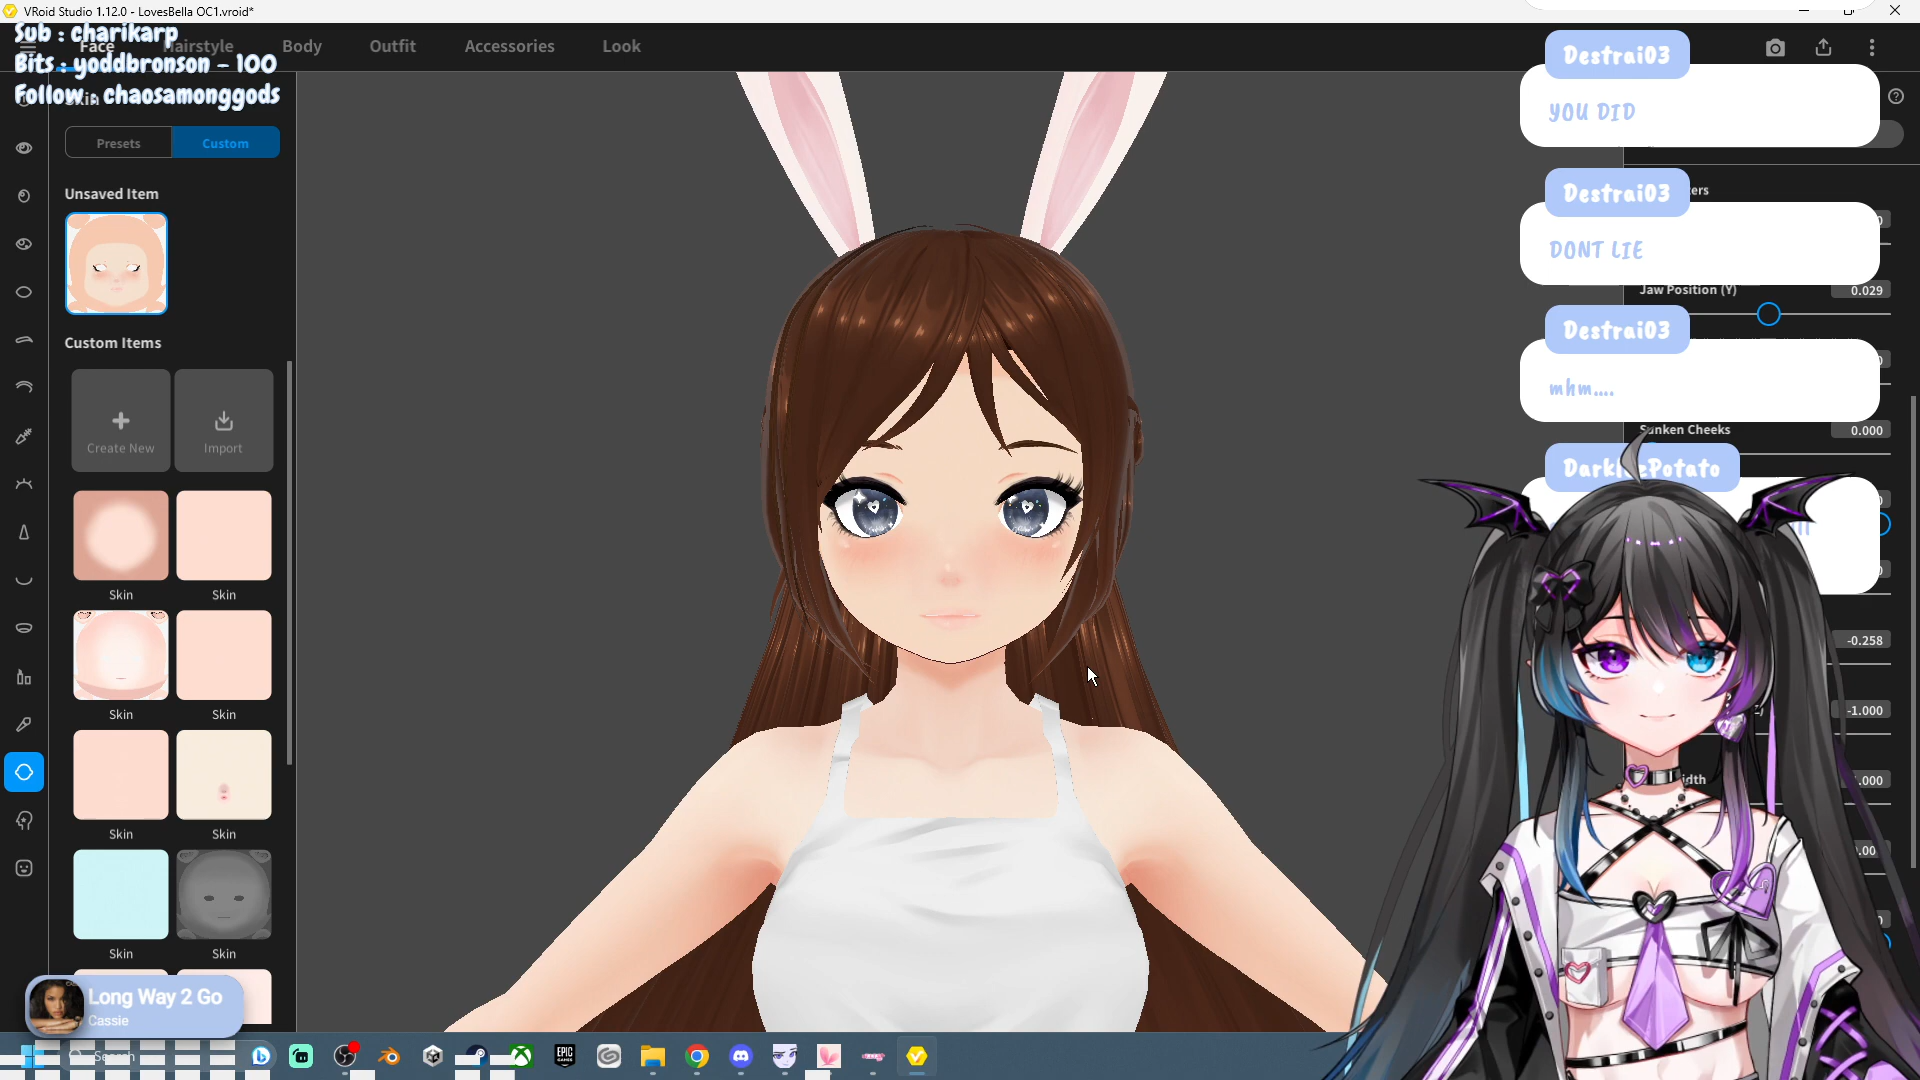 VRoid Studio 1.12.0 - LovesBella OC1.vroid*
Sub : charikarp
Bits : yoddbronson - 100
Follow : chaosamonggods
Face
Hairstyle
Body
Outfit
Accessories
Look
Skin
Presets
Custom
Unsaved Item
Custom Items
Create New
Import
Skin
Skin
Skin
Skin
Skin
Skin
Skin
Skin
Long Way 2 Go
Cassie
Search
Destrai03
YOU DID
Destrai03
DONT LIE
Jaw Position (Y)
0.029
Destrai03
mhm....
Sunken Cheeks
0.000
-0.258
-1.000